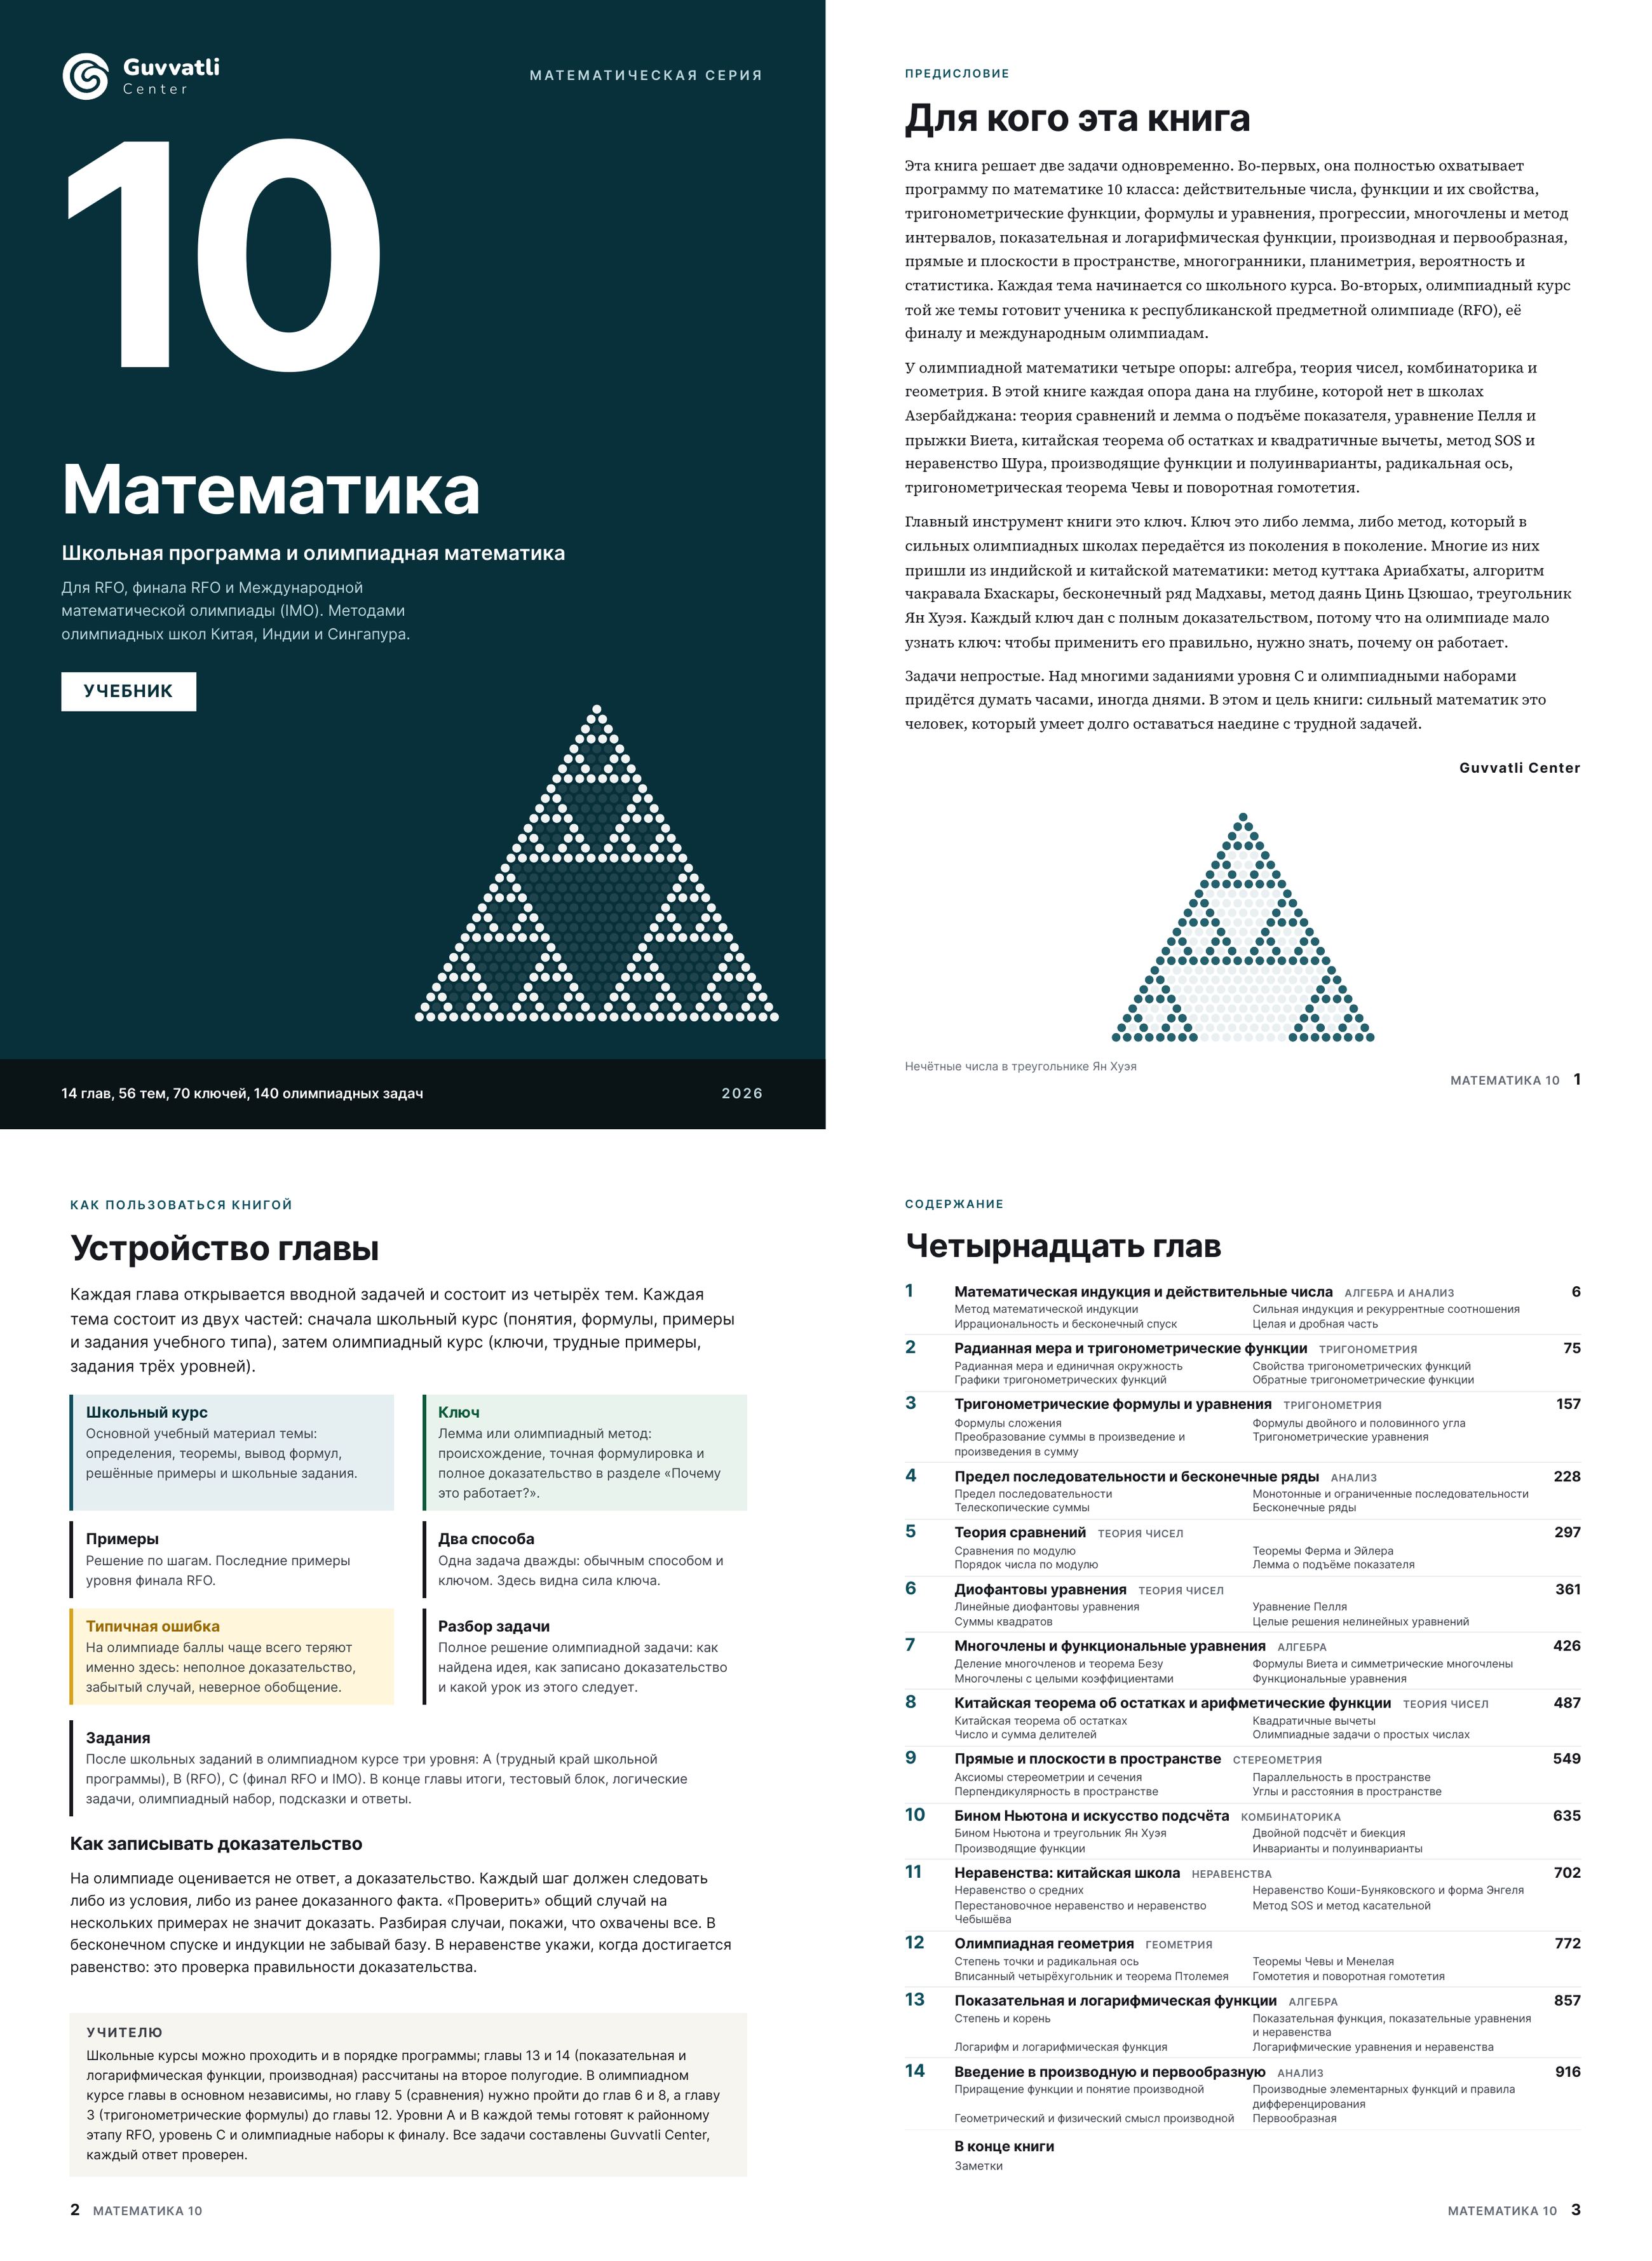 Guvvatli
Center
МАТЕМАТИЧЕСКАЯ СЕРИЯ
10
Математика
Школьная программа и олимпиадная математика
Для RFO, финала RFO и Международной
математической олимпиады (IMO). Методами
олимпиадных школ Китая, Индии и Сингапура.
УЧЕБНИК
14 глав, 56 тем, 70 ключей, 140 олимпиадных задач
2026
ПРЕДИСЛОВИЕ
Для кого эта книга
Эта книга решает две задачи одновременно. Во-первых, она полностью охватывает
программу по математике 10 класса: действительные числа, функции и их свойства,
тригонометрические функции, формулы и уравнения, прогрессии, многочлены и метод
интервалов, показательная и логарифмическая функции, производная и первообразная,
прямые и плоскости в пространстве, многогранники, планиметрия, вероятность и
статистика. Каждая тема начинается со школьного курса. Во-вторых, олимпиадный курс
той же темы готовит ученика к республиканской предметной олимпиаде (RFO), её
финалу и международным олимпиадам.
У олимпиадной математики четыре опоры: алгебра, теория чисел, комбинаторика и
геометрия. В этой книге каждая опора дана на глубине, которой нет в школах
Азербайджана: теория сравнений и лемма о подъёме показателя, уравнение Пелля и
прыжки Виета, китайская теорема об остатках и квадратичные вычеты, метод SOS и
неравенство Шура, производящие функции и полуинварианты, радикальная ось,
тригонометрическая теорема Чевы и поворотная гомотетия.
Главный инструмент книги это ключ. Ключ это либо лемма, либо метод, который в
сильных олимпиадных школах передаётся из поколения в поколение. Многие из них
пришли из индийской и китайской математики: метод куттака Ариабхаты, алгоритм
чакравала Бхаскары, бесконечный ряд Мадхавы, метод даянь Цинь Цзюшао, треугольник
Ян Хуэя. Каждый ключ дан с полным доказательством, потому что на олимпиаде мало
узнать ключ: чтобы применить его правильно, нужно знать, почему он работает.
Задачи непростые. Над многими заданиями уровня C и олимпиадными наборами
придётся думать часами, иногда днями. В этом и цель книги: сильный математик это
человек, который умеет долго оставаться наедине с трудной задачей.
Guvvatli Center
Нечётные числа в треугольнике Ян Хуэя
МАТЕМАТИКА 10 1
КАК ПОЛЬЗОВАТЬСЯ КНИГОЙ
Устройство главы
Каждая глава открывается вводной задачей и состоит из четырёх тем. Каждая
тема состоит из двух частей: сначала школьный курс (понятия, формулы, примеры
и задания учебного типа), затем олимпиадный курс (ключи, трудные примеры,
задания трёх уровней).
Школьный курс
Основной учебный материал темы:
определения, теоремы, вывод формул,
решённые примеры и школьные задания.
Ключ
Лемма или олимпиадный метод:
происхождение, точная формулировка и
полное доказательство в разделе «Почему
это работает?».
Примеры
Решение по шагам. Последние примеры
уровня финала RFO.
Два способа
Одна задача дважды: обычным способом и
ключом. Здесь видна сила ключа.
Типичная ошибка
На олимпиаде баллы чаще всего теряют
именно здесь: неполное доказательство,
забытый случай, неверное обобщение.
Разбор задачи
Полное решение олимпиадной задачи: как
найдена идея, как записано доказательство
и какой урок из этого следует.
Задания
После школьных заданий в олимпиадном курсе три уровня: A (трудный край школьной
программы), B (RFO), C (финал RFO и IMO). В конце главы итоги, тестовый блок, логические
задачи, олимпиадный набор, подсказки и ответы.
Как записывать доказательство
На олимпиаде оценивается не ответ, а доказательство. Каждый шаг должен следовать
либо из условия, либо из ранее доказанного факта. «Проверить» общий случай на
нескольких примерах не значит доказать. Разбирая случаи, покажи, что охвачены все. В
бесконечном спуске и индукции не забывай базу. В неравенстве укажи, когда достигается
равенство: это проверка правильности доказательства.
УЧИТЕЛЮ
Школьные курсы можно проходить и в порядке программы; главы 13 и 14 (показательная и
логарифмическая функции, производная) рассчитаны на второе полугодие. В олимпиадном
курсе главы в основном независимы, но главу 5 (сравнения) нужно пройти до глав 6 и 8, а главу
3 (тригонометрические формулы) до главы 12. Уровни A и B каждой темы готовят к районному
этапу RFO, уровень C и олимпиадные наборы к финалу. Все задачи составлены Guvvatli Center,
каждый ответ проверен.
2 МАТЕМАТИКА 10
СОДЕРЖАНИЕ
Четырнадцать глав
1 Математическая индукция и действительные числа АЛГЕБРА И АНАЛИЗ 6
Метод математической индукции Сильная индукция и рекуррентные соотношения
Иррациональность и бесконечный спуск Целая и дробная часть
2 Радианная мера и тригонометрические функции ТРИГОНОМЕТРИЯ 75
Радианная мера и единичная окружность Свойства тригонометрических функций
Графики тригонометрических функций Обратные тригонометрические функции
3 Тригонометрические формулы и уравнения ТРИГОНОМЕТРИЯ 157
Формулы сложения Формулы двойного и половинного угла
Преобразование суммы в произведение и Тригонометрические уравнения
произведения в сумму
4 Предел последовательности и бесконечные ряды АНАЛИЗ 228
Предел последовательности Монотонные и ограниченные последовательности
Телескопические суммы Бесконечные ряды
5 Теория сравнений ТЕОРИЯ ЧИСЕЛ 297
Сравнения по модулю Теоремы Ферма и Эйлера
Порядок числа по модулю Лемма о подъёме показателя
6 Диофантовы уравнения ТЕОРИЯ ЧИСЕЛ 361
Линейные диофантовы уравнения Уравнение Пелля
Суммы квадратов Целые решения нелинейных уравнений
7 Многочлены и функциональные уравнения АЛГЕБРА 426
Деление многочленов и теорема Безу Формулы Виета и симметрические многочлены
Многочлены с целыми коэффициентами Функциональные уравнения
8 Китайская теорема об остатках и арифметические функции ТЕОРИЯ ЧИСЕЛ 487
Китайская теорема об остатках Квадратичные вычеты
Число и сумма делителей Олимпиадные задачи о простых числах
9 Прямые и плоскости в пространстве СТЕРЕОМЕТРИЯ 549
Аксиомы стереометрии и сечения Параллельность в пространстве
Перпендикулярность в пространстве Углы и расстояния в пространстве
10 Бином Ньютона и искусство подсчёта КОМБИНАТОРИКА 635
Бином Ньютона и треугольник Ян Хуэя Двойной подсчёт и биекция
Производящие функции Инварианты и полуинварианты
11 Неравенства: китайская школа НЕРАВЕНСТВА 702
Неравенство о средних Неравенство Коши-Буняковского и форма Энгеля
Перестановочное неравенство и неравенство Метод SOS и метод касательной
Чебышёва
12 Олимпиадная геометрия ГЕОМЕТРИЯ 772
Степень точки и радикальная ось Теоремы Чевы и Менелая
Вписанный четырёхугольник и теорема Птолемея Гомотетия и поворотная гомотетия
13 Показательная и логарифмическая функции АЛГЕБРА 857
Степень и корень Показательная функция, показательные уравнения
и неравенства
Логарифм и логарифмическая функция Логарифмические уравнения и неравенства
14 Введение в производную и первообразную АНАЛИЗ 916
Приращение функции и понятие производной Производные элементарных функций и правила
дифференцирования
Геометрический и физический смысл производной Первообразная
В конце книги
Заметки
МАТЕМАТИКА 10 3